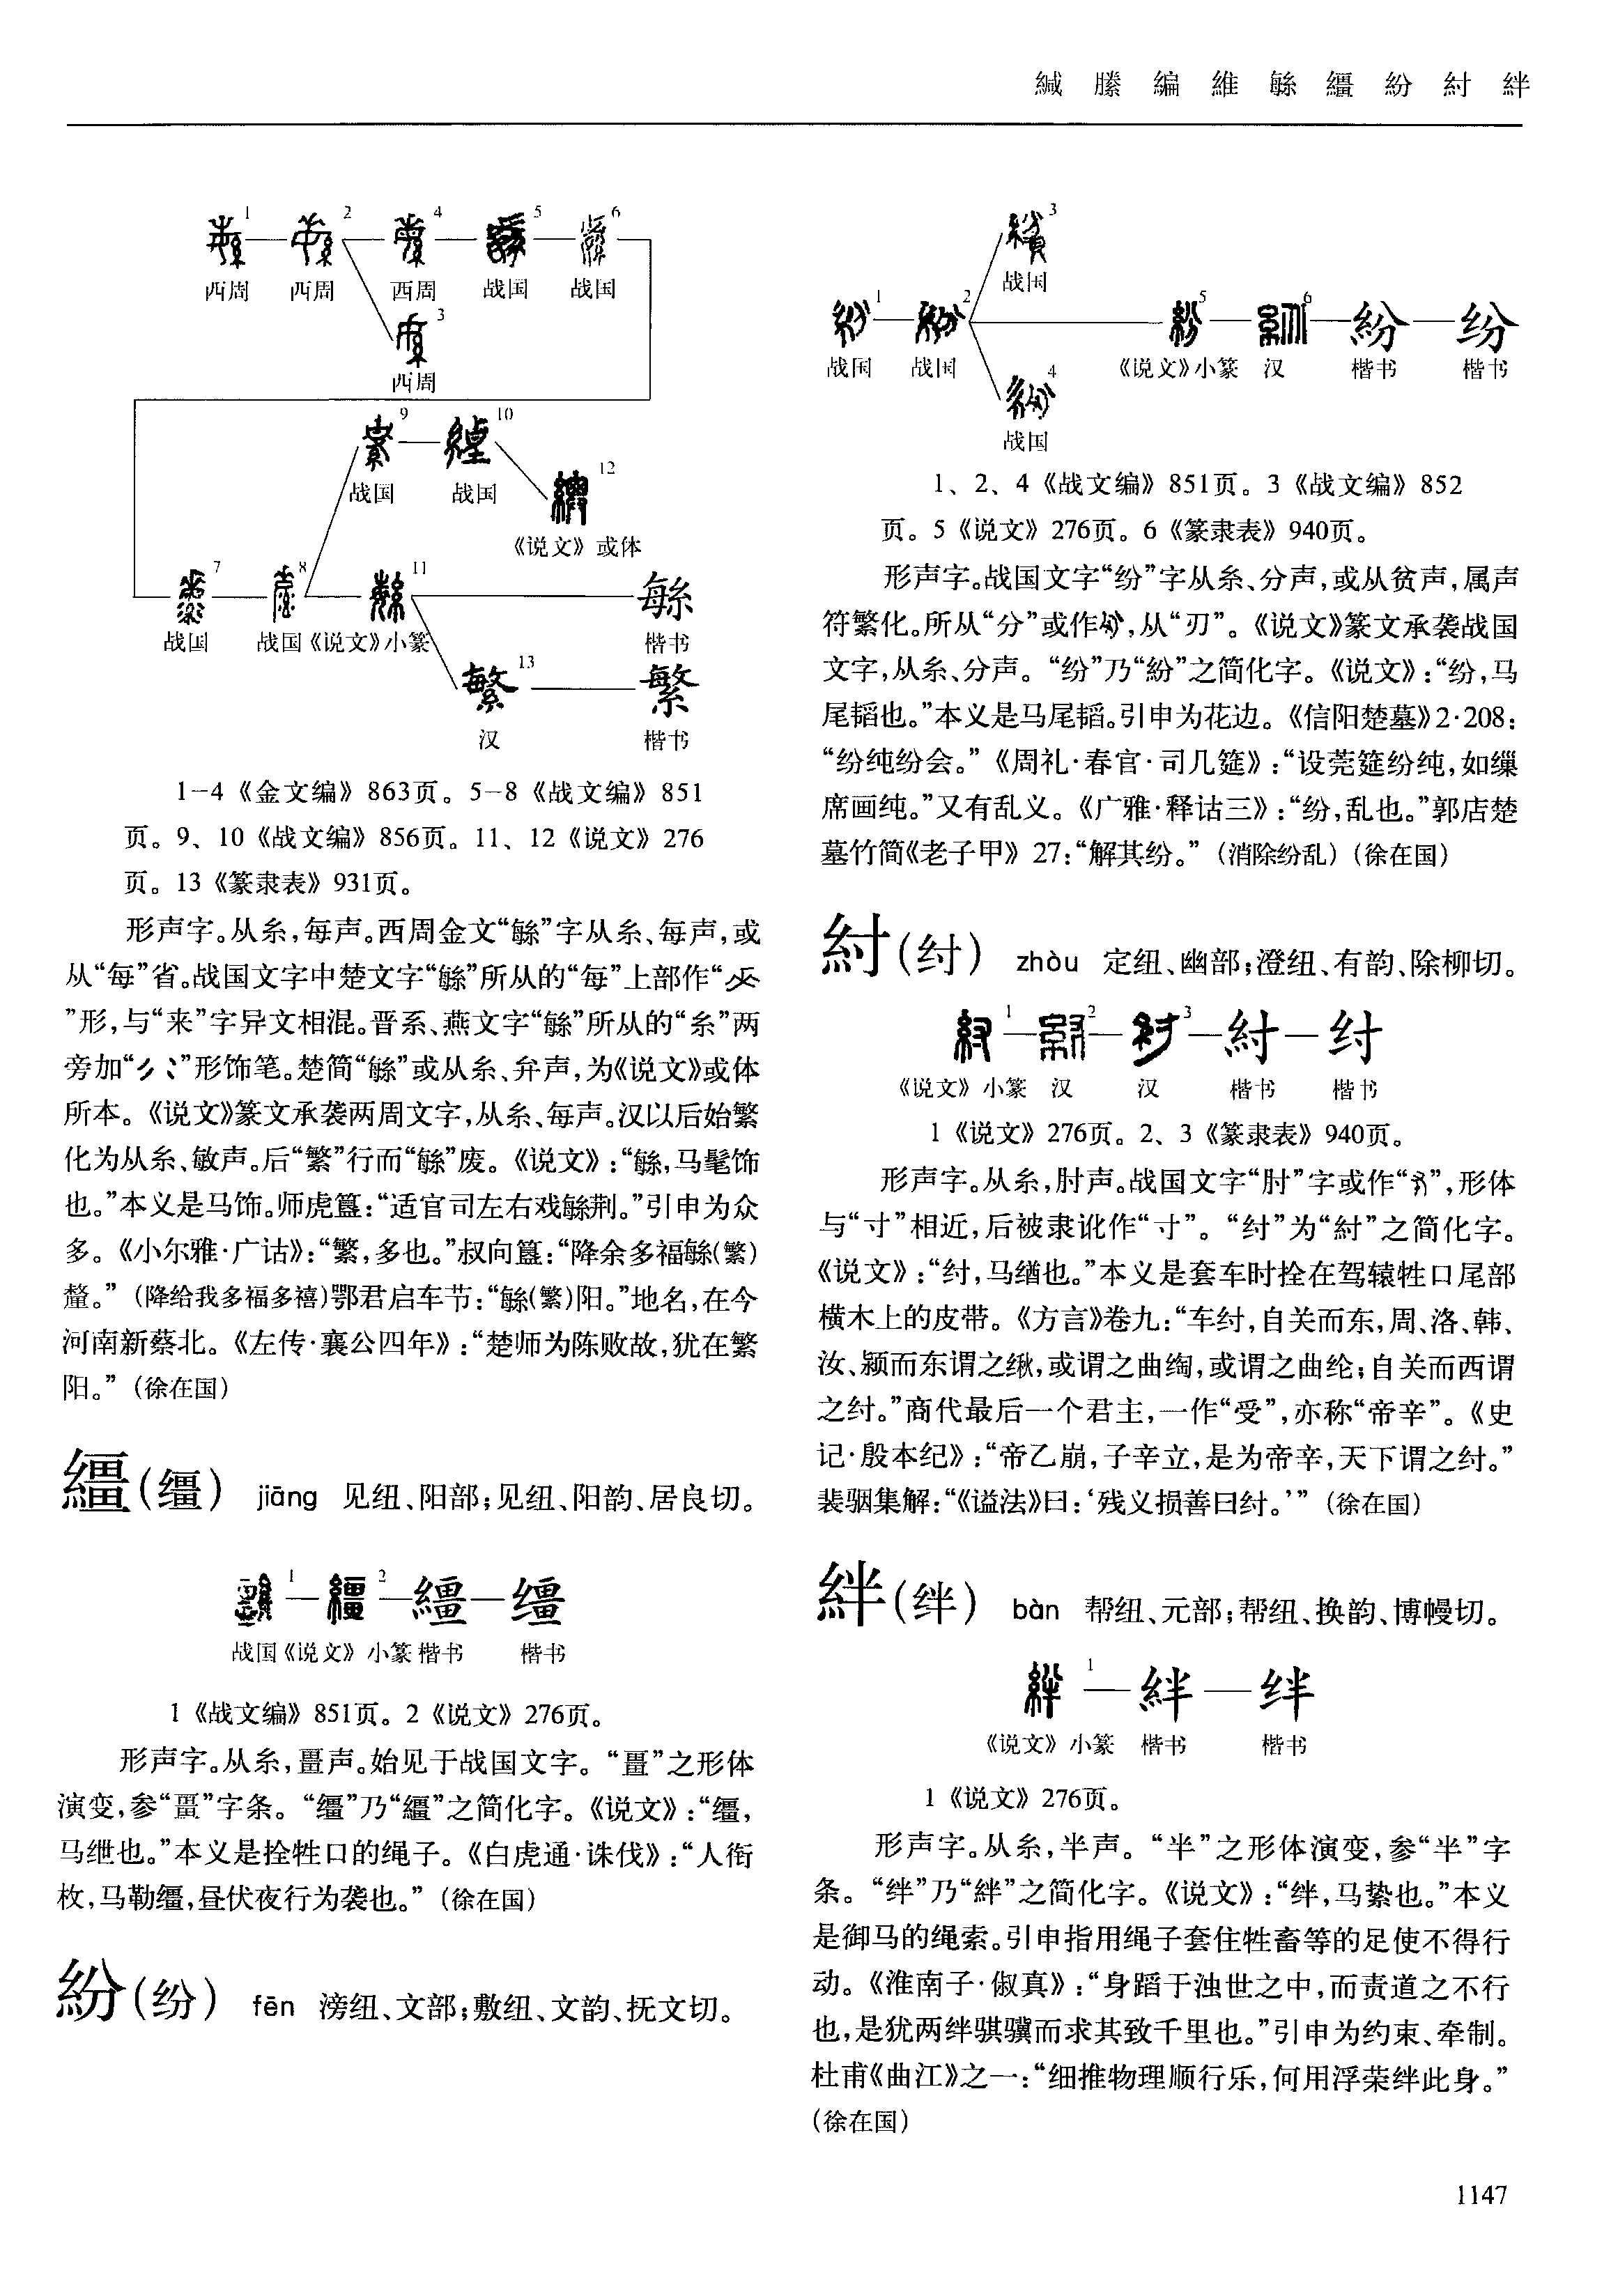 緘 縢 編 維 緐 繮 紛 紂 絆
1 2 4 5 6
西周 西周 西周 战国 战国
3
西周
9 10
战国 战国
12
《说文》或体
7 8 11
緐
战国 战国《说文》小篆 楷书
13
繁 繁
汉 楷书
1-4《金文编》863页。5-8《战文编》851
页。9、10《战文编》856页。11、12《说文》276
页。13《篆隶表》931页。
形声字。从糸,每声。西周金文“緐”字从糸、每声,或
从“每”省。战国文字中楚文字“緐”所从的“每”上部作“
”形,与“来”字异文相混。晋系、燕文字“緐”所从的“糸”两
旁加“”形饰笔。楚简“緐”或从糸、弁声,为《说文》或体
所本。《说文》篆文承袭两周文字,从糸、每声。汉以后始繁
化为从糸、敏声。后“繁”行而“緐”废。《说文》:“緐,马髦饰
也。”本义是马饰。师虎簋:“适官司左右戏緐荆。”引申为众
多。《小尔雅·广诂》:“繁,多也。”叔向簋:“降余多福緐(繁)
釐。”(降给我多福多禧)鄂君启车节:“緐(繁)阳。”地名,在今
河南新蔡北。《左传·襄公四年》:“楚师为陈败故,犹在繁
阳。”(徐在国)
繮(缰) jiāng 见纽、阳部;见纽、阳韵、居良切。
1 2 繮 缰
战国《说文》小篆 楷书 楷书
1《战文编》851页。2《说文》276页。
形声字。从糸,畺声。始见于战国文字。“畺”之形体
演变,参“畺”字条。“缰”乃“繮”之简化字。《说文》:“缰,
马绁也。”本义是拴牲口的绳子。《白虎通·诛伐》:“人衔
枚,马勒缰,昼伏夜行为袭也。”(徐在国)
紛(纷) fēn 滂纽、文部;敷纽、文韵、抚文切。
3
战国
1 2 5 6 紛 纷
战国 战国 《说文》小篆 汉 楷书 楷书
4
战国
1、2、4《战文编》851页。3《战文编》852
页。5《说文》276页。6《篆隶表》940页。
形声字。战国文字“纷”字从糸、分声,或从贫声,属声
符繁化。所从“分”或作,从“刃”。《说文》篆文承袭战国
文字,从糸、分声。“纷”乃“紛”之简化字。《说文》:“纷,马
尾韬也。”本义是马尾韬。引申为花边。《信阳楚墓》2·208:
“纷纯纷会。”《周礼·春官·司几筵》:“设莞筵纷纯,如缫
席画纯。”又有乱义。《广雅·释诂三》:“纷,乱也。”郭店楚
墓竹简《老子甲》27:“解其纷。”(消除纷乱)(徐在国)
紂(纣) zhòu 定纽、幽部;澄纽、有韵、除柳切。
1 2 3 紂 纣
《说文》小篆 汉 汉 楷书 楷书
1《说文》276页。2、3《篆隶表》940页。
形声字。从糸,肘声。战国文字“肘”字或作“”,形体
与“寸”相近,后被隶讹作“寸”。“纣”为“紂”之简化字。
《说文》:“纣,马緧也。”本义是套车时拴在驾辕牲口尾部
横木上的皮带。《方言》卷九:“车纣,自关而东,周、洛、韩、
汝、颍而东谓之緧,或谓之曲绹,或谓之曲纶;自关而西谓
之纣。”商代最后一个君主,一作“受”,亦称“帝辛”。《史
记·殷本纪》:“帝乙崩,子辛立,是为帝辛,天下谓之纣。”
裴骃集解:“《谥法》曰:‘残义损善曰纣。’”(徐在国)
絆(绊) bàn 帮纽、元部;帮纽、换韵、博幔切。
1 絆 绊
《说文》小篆 楷书 楷书
1《说文》276页。
形声字。从糸,半声。“半”之形体演变,参“半”字
条。“绊”乃“絆”之简化字。《说文》:“绊,马絷也。”本义
是御马的绳索。引申指用绳子套住牲畜等的足使不得行
动。《淮南子·俶真》:“身蹈于浊世之中,而责道之不行
也,是犹两绊骐骥而求其致千里也。”引申为约束、牵制。
杜甫《曲江》之一:“细推物理顺行乐,何用浮荣绊此身。”
(徐在国)
1147